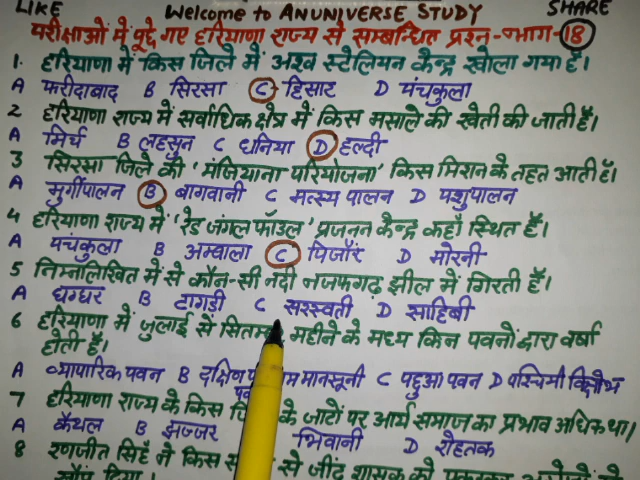 LIKE Welcome to ANUNIVERSE STUDY SHARE
परीक्षाओं में पूछे गए हरियाणा राज्य से सम्बन्धित प्रश्न-भाग-18
1. हरियाणा में किस जिले में अश्व स्टेलियन केन्द्र खोला गया है।
A फरीदाबाद B सिरसा C हिसार D पंचकुला
2 हरियाणा राज्य में सर्वाधिक क्षेत्र में किस मसाले की खेती की जाती हैं।
A मिर्च B लहसुन C धनिया D हल्दी
3 सिरसा जिले की 'मंजियाना परियोजना' किस मिशन के तहत आती हैं।
A मुर्गीपालन B बागवानी C मत्स्य पालन D पशुपालन
4 हरियाणा राज्य में 'रेड जंगल फॉउल' प्रजनन केन्द्र कहाँ स्थित हैं।
A पंचकुला B अम्बाला C पिंजौर D मोरनी
5 निम्नलिखित में से कौन-सी नदी नजफगढ़ झील में गिरती हैं।
A घग्घर B टांगड़ी C सरस्वती D साहिबी
6 हरियाणा में जुलाई से महीने के मध्य किन पवनों द्वारा वर्षा
होती हैं।
A व्यापारिक पवन B दक्षिण मानसूनी C पछुआ पवन D पश्चिमी विक्षोभ
7 हरियाणा राज्य के किस के जाटों पर आर्य समाज का प्रभाव अधिक था।
A कैथल B झज्जर भिवानी D रोहतक
8 रणजीत सिंह ने किस से जींद शासक को